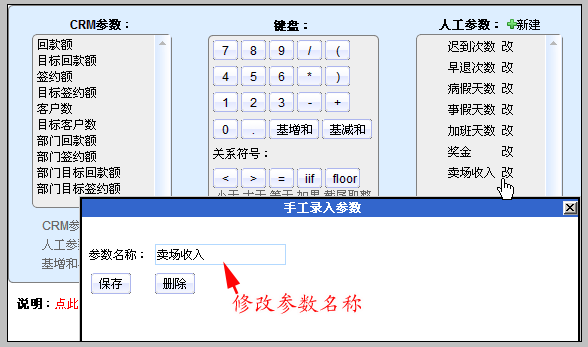 CRM参数：
回款额
目标回款额
签约额
目标签约额
客户数
目标客户数
部门回款额
部门签约额
部门目标回款额
部门目标签约额
键盘：
7 8 9 / (
4 5 6 * )
1 2 3 - +
0 . 基增和 基减和
关系符号：
< > = iif floor
小于 大于 等于 如果 截尾取整
人工参数： 新建
迟到次数 改
早退次数 改
病假天数 改
事假天数 改
加班天数 改
奖金 改
卖场收入 改
CRM参
人工参
基增和
说明：点此
手工录入参数
参数名称： 卖场收入
保存 删除
修改参数名称